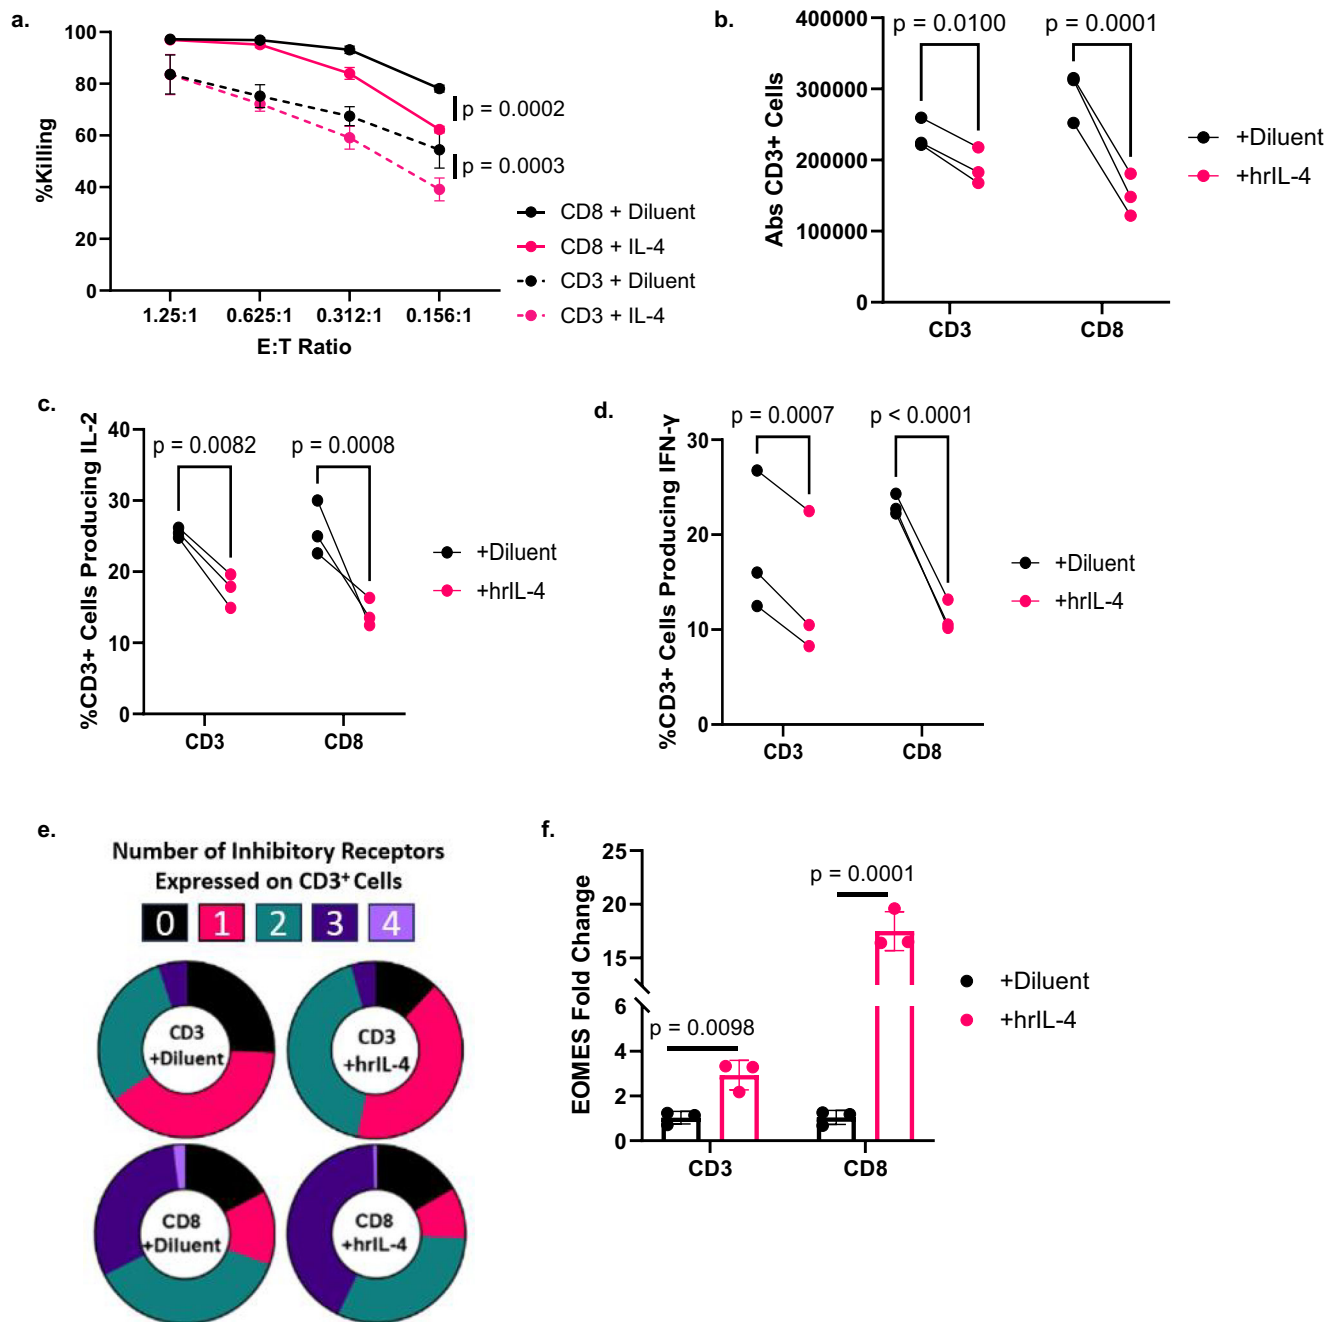 a.
100
80
60
40
20
0
%Killing
1.25:1 0.625:1 0.312:1 0.156:1
E:T Ratio
p = 0.0002
p = 0.0003
CD8 + Diluent
CD8 + IL-4
CD3 + Diluent
CD3 + IL-4
b.
400000
300000
200000
100000
0
Abs CD3+ Cells
p = 0.0100 p = 0.0001
CD3 CD8
+Diluent
+hrIL-4
c.
40
30
20
10
0
%CD3+ Cells Producing IL-2
p = 0.0082 p = 0.0008
CD3 CD8
+Diluent
+hrIL-4
d.
30
20
10
0
%CD3+ Cells Producing IFN-γ
p = 0.0007 p < 0.0001
CD3 CD8
+Diluent
+hrIL-4
e.
Number of Inhibitory Receptors
Expressed on CD3⁺ Cells
0 1 2 3 4
CD3
+Diluent
CD3
+hrIL-4
CD8
+Diluent
CD8
+hrIL-4
f.
25
20
15
6
4
2
0
EOMES Fold Change
p = 0.0098
p = 0.0001
CD3 CD8
+Diluent
+hrIL-4